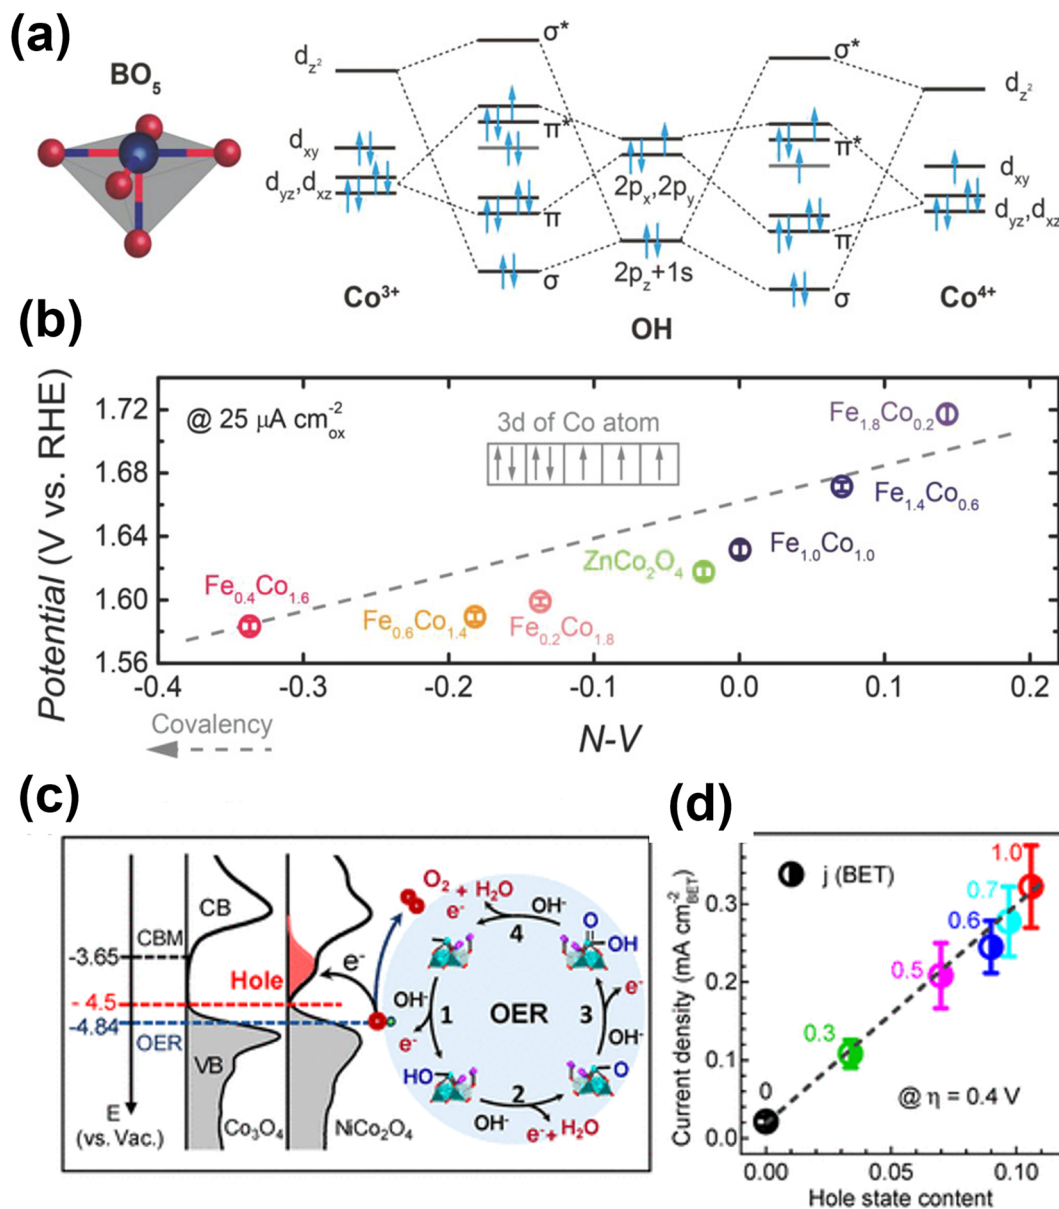 (a)
BO5
dz2
dxy
dyz,dxz
Co3+
σ*
π*
π
σ
2px,2py
2pz+1s
OH
σ*
π*
π
σ
dz2
dxy
dyz,dxz
Co4+
(b)
Potential (V vs. RHE)
1.72
1.68
1.64
1.60
1.56
@ 25 μA cm-2ox
3d of Co atom
Fe1.8Co0.2
Fe1.4Co0.6
Fe1.0Co1.0
ZnCo2O4
Fe0.4Co1.6
Fe0.6Co1.4
Fe0.2Co1.8
-0.4 -0.3 -0.2 -0.1 0.0 0.1 0.2
Covalency
N-V
(c)
CB
CBM
-3.65
Hole
- 4.5
-4.84
OER
VB
E
(vs. Vac.)
Co3O4
NiCo2O4
e-
O2 + H2O
e-
OH-
4
O
OH
OH-
1
e-
OER
3
e-
OH-
HO
2
O
OH-
e-+ H2O
(d)
Current density (mA cm-2BET)
0.3
0.2
0.1
0.0
j (BET)
1.0
0.7
0.6
0.5
0.3
0
@ η = 0.4 V
0.00 0.05 0.10
Hole state content